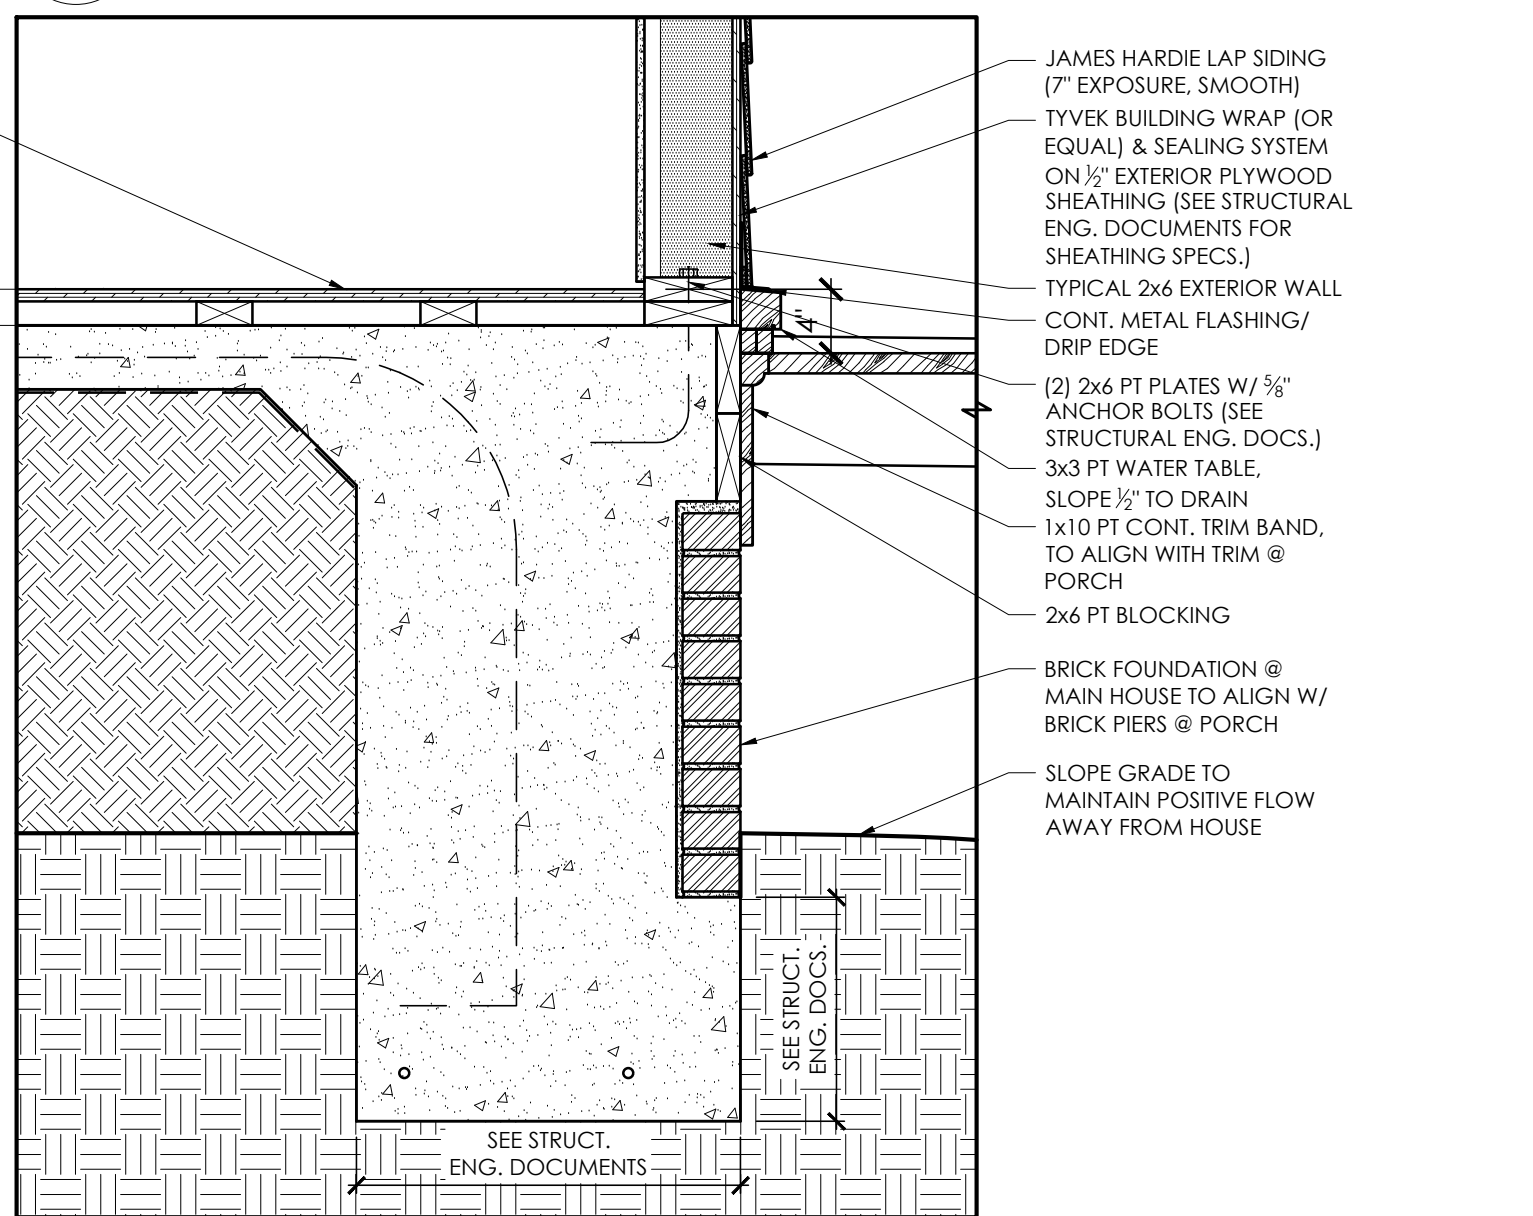 JAMES HARDIE LAP SIDING
(7" EXPOSURE, SMOOTH)
TYVEK BUILDING WRAP (OR
EQUAL) & SEALING SYSTEM
ON ½" EXTERIOR PLYWOOD
SHEATHING (SEE STRUCTURAL
ENG. DOCUMENTS FOR
SHEATHING SPECS.)
TYPICAL 2x6 EXTERIOR WALL
CONT. METAL FLASHING/
DRIP EDGE
(2) 2x6 PT PLATES W/ ⅝"
ANCHOR BOLTS (SEE
STRUCTURAL ENG. DOCS.)
3x3 PT WATER TABLE,
SLOPE ½" TO DRAIN
1x10 PT CONT. TRIM BAND,
TO ALIGN WITH TRIM @
PORCH
2x6 PT BLOCKING
BRICK FOUNDATION @
MAIN HOUSE TO ALIGN W/
BRICK PIERS @ PORCH
SLOPE GRADE TO
MAINTAIN POSITIVE FLOW
AWAY FROM HOUSE
4"
SEE STRUCT.
ENG. DOCS.
SEE STRUCT.
ENG. DOCUMENTS